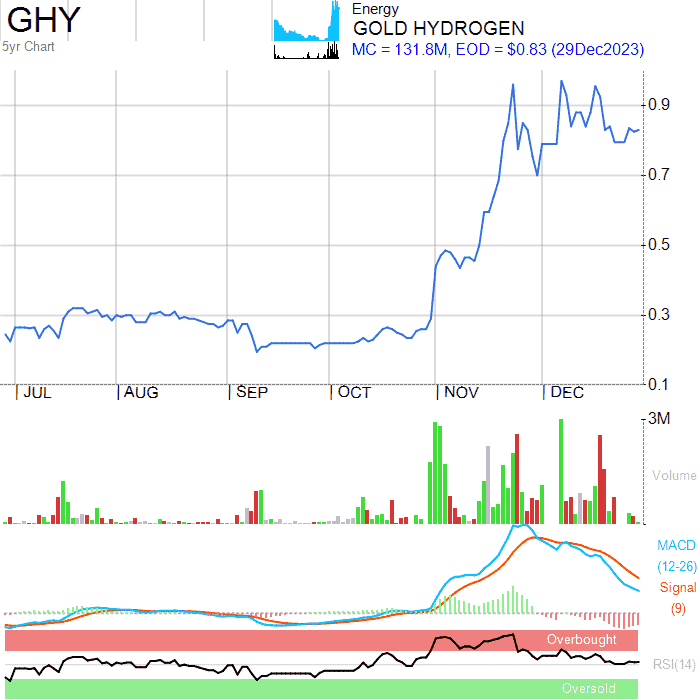 GHY
5yr Chart
Energy
GOLD HYDROGEN
MC = 131.8M, EOD = $0.83 (29Dec2023)
0.9
0.7
0.5
0.3
0.1
JUL AUG SEP OCT NOV DEC
3M
Volume
MACD
(12-26)
Signal
(9)
Overbought
RSI(14)
Oversold